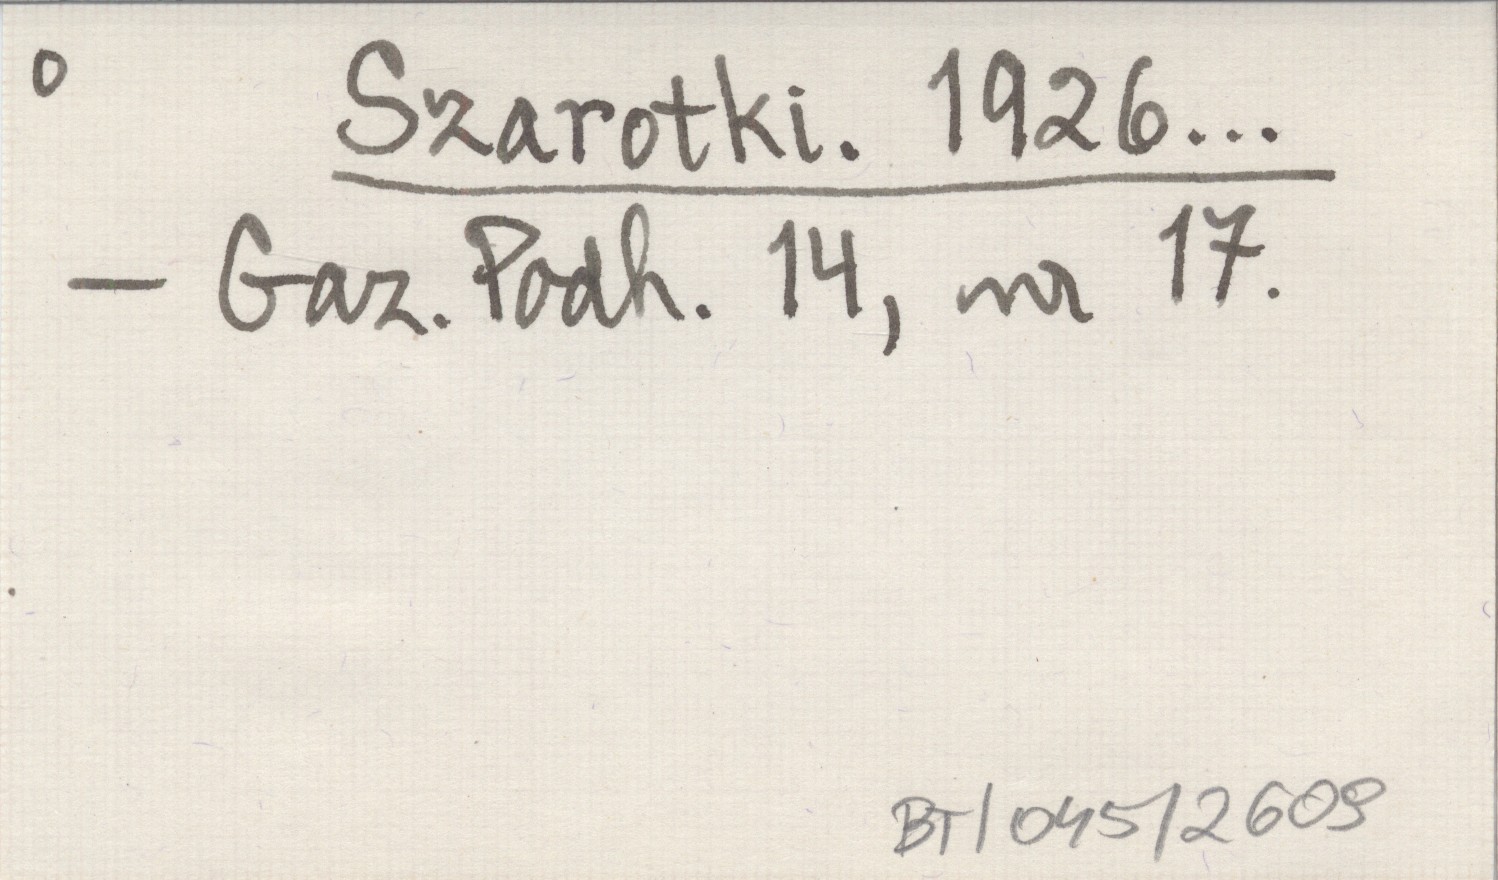 o Szarotki. 1926...
— Gaz. Podh. 14, nr 17.
BT/045/2609